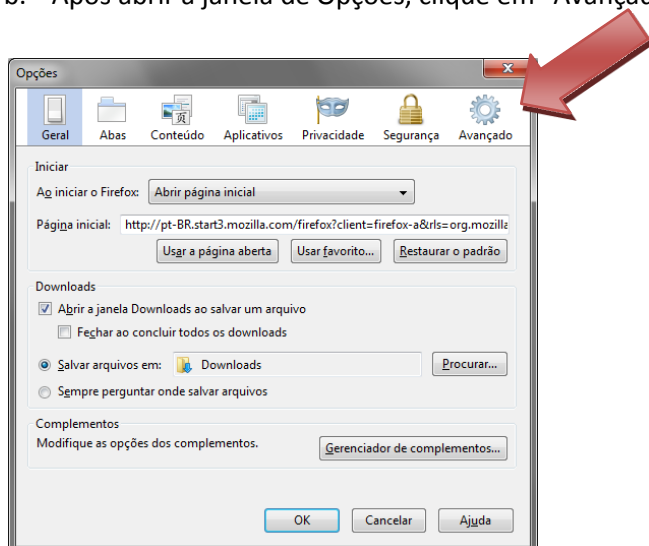 b. Após abrir a janela de Opções, clique em "Avançad
Opções
Geral Abas Conteúdo Aplicativos Privacidade Segurança Avançado
Iniciar
Ao iniciar o Firefox: Abrir página inicial
Página inicial: http://pt-BR.start3.mozilla.com/firefox?client=firefox-a&rls=org.mozilla
Usar a página aberta Usar favorito... Restaurar o padrão
Downloads
Abrir a janela Downloads ao salvar um arquivo
Fechar ao concluir todos os downloads
Salvar arquivos em: Downloads Procurar...
Sempre perguntar onde salvar arquivos
Complementos
Modifique as opções dos complementos. Gerenciador de complementos...
OK Cancelar Ajuda